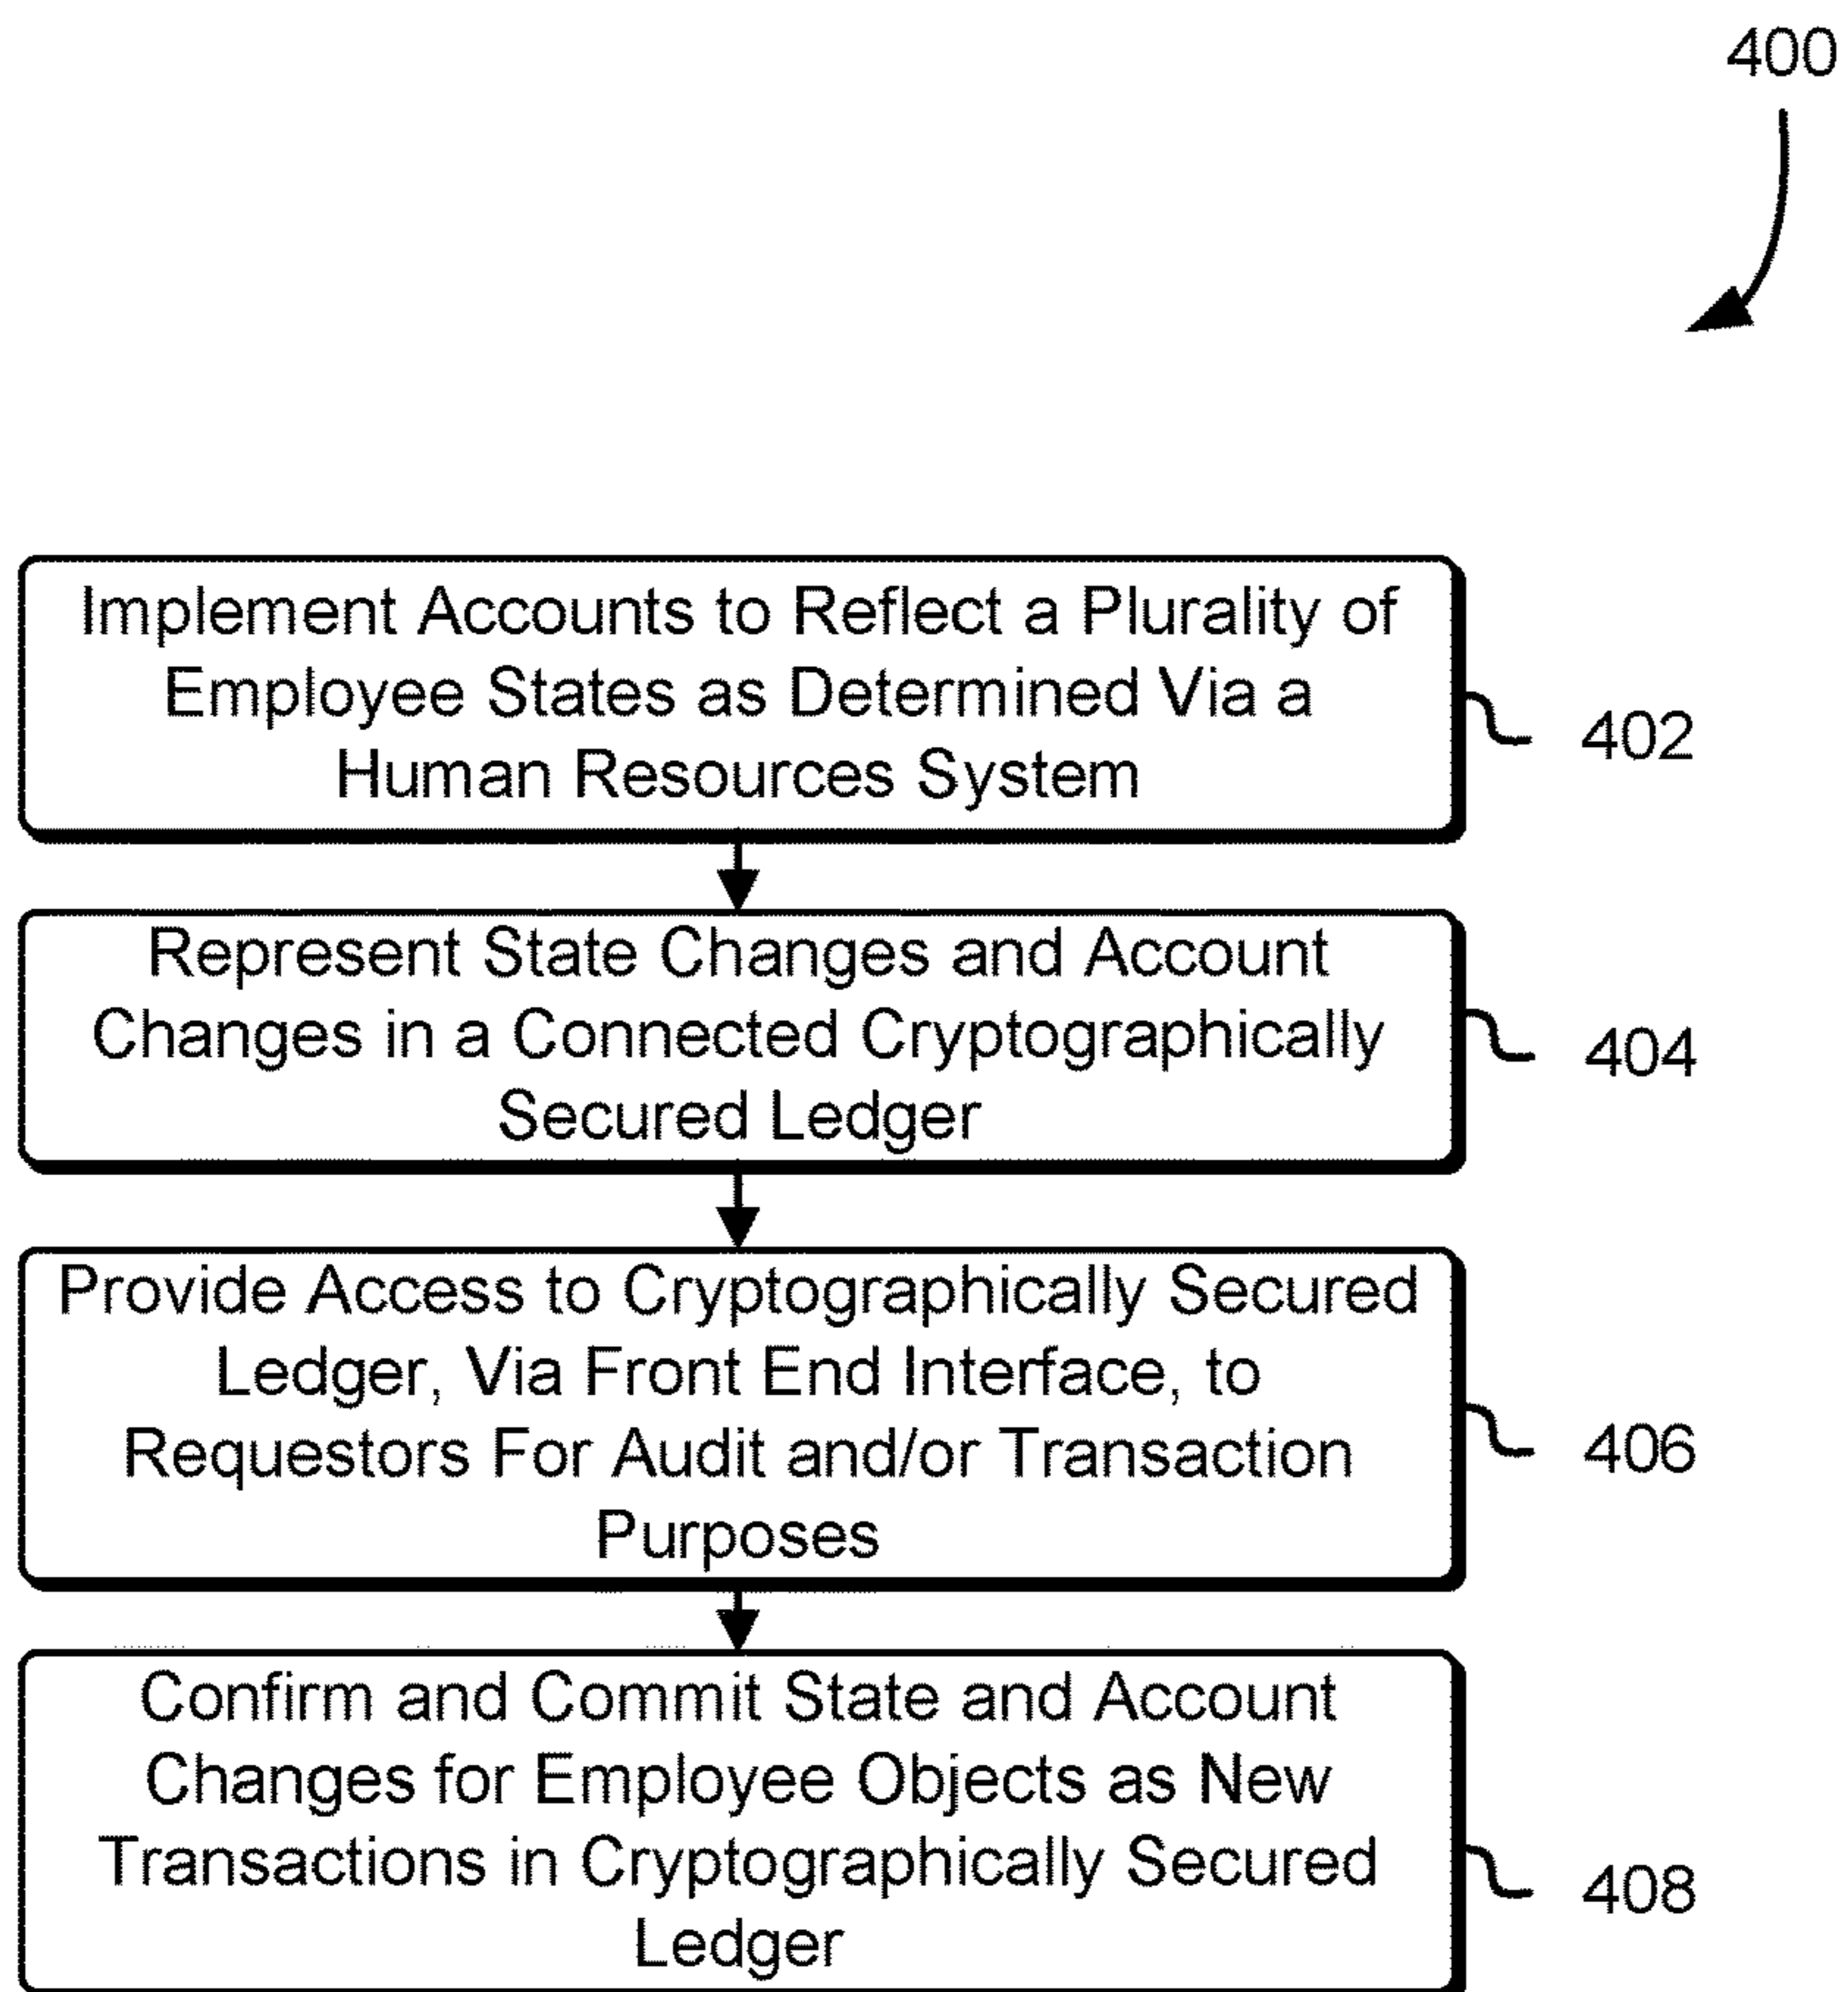 400
Implement Accounts to Reflect a Plurality of
Employee States as Determined Via a
Human Resources System
402
Represent State Changes and Account
Changes in a Connected Cryptographically
Secured Ledger
404
Provide Access to Cryptographically Secured
Ledger, Via Front End Interface, to
Requestors For Audit and/or Transaction
Purposes
406
Confirm and Commit State and Account
Changes for Employee Objects as New
Transactions in Cryptographically Secured
Ledger
408